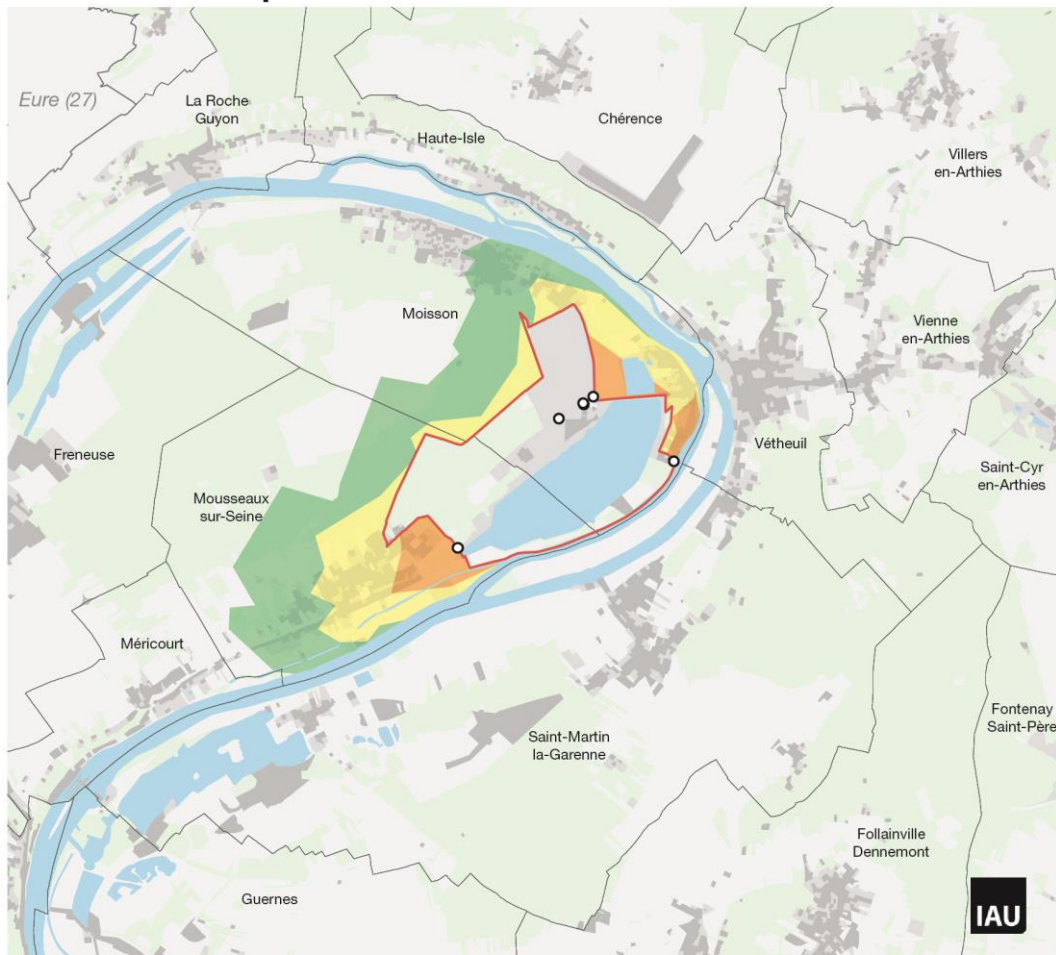 Eure (27)
La Roche
Guyon
Haute-Isle
Chérence
Villers
en-Arthies
Moisson
Vienne
en-Arthies
Freneuse
Vétheuil
Saint-Cyr
en-Arthies
Mousseaux
sur-Seine
Méricourt
Saint-Martin
la-Garenne
Fontenay
Saint-Père
Follainville
Dennemont
Guernes
IAU